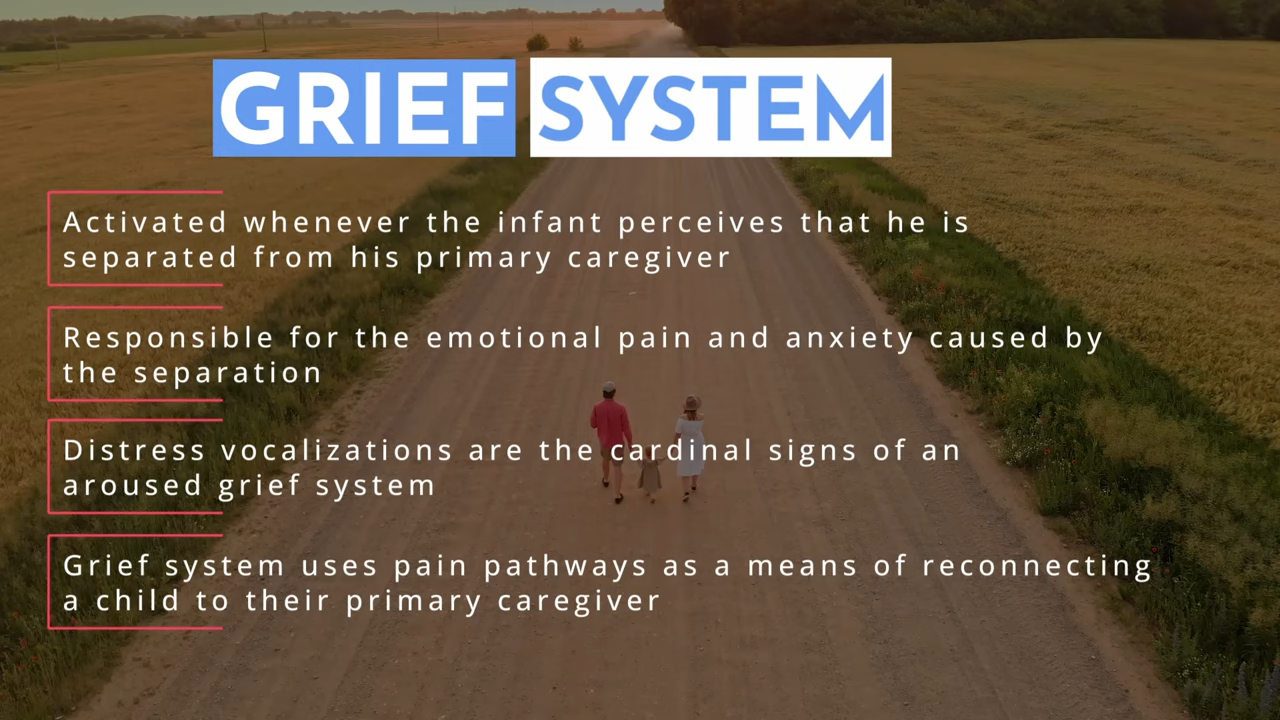 GRIEF SYSTEM
Activated whenever the infant perceives that he is
separated from his primary caregiver
Responsible for the emotional pain and anxiety caused by
the separation
Distress vocalizations are the cardinal signs of an
aroused grief system
Grief system uses pain pathways as a means of reconnecting
a child to their primary caregiver